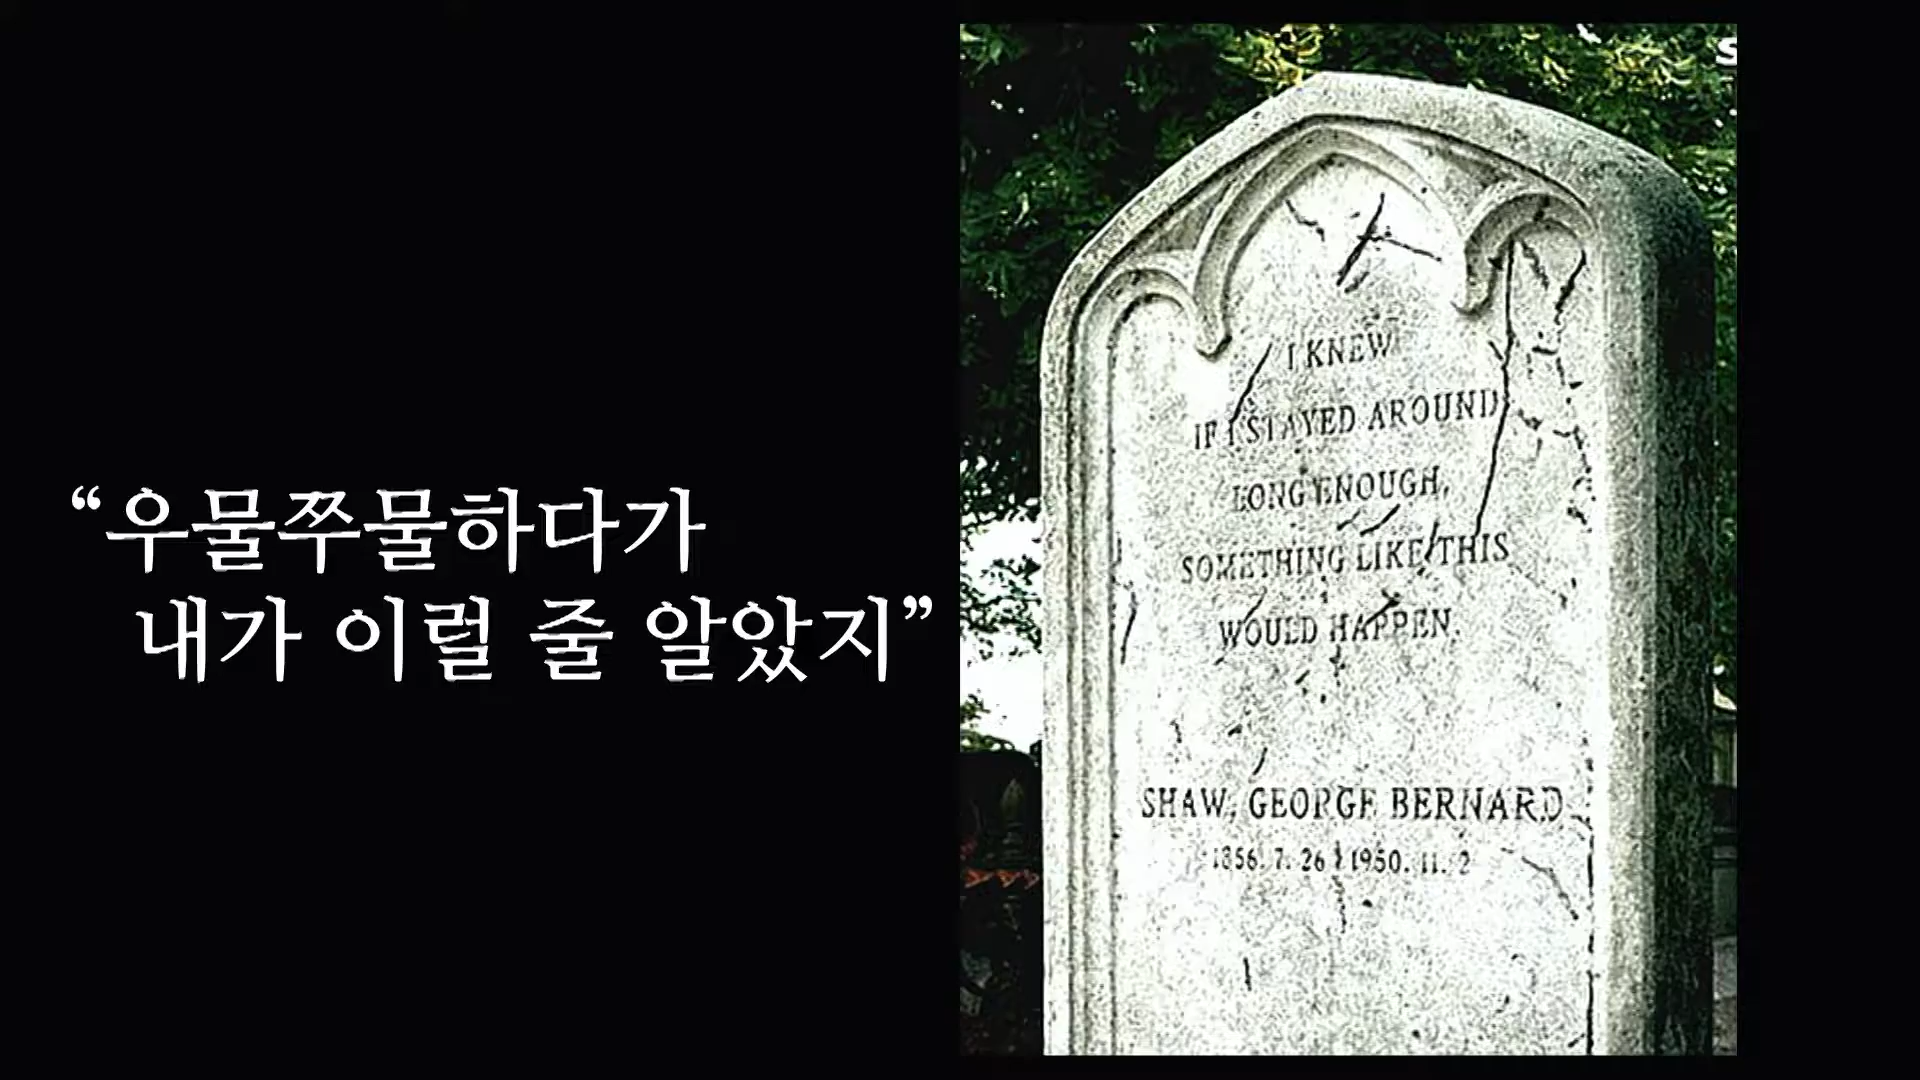 “우물쭈물하다가
내가 이럴 줄 알았지”
I KNEW
IF I STAYED AROUND
LONG ENOUGH,
SOMETHING LIKE THIS
WOULD HAPPEN.
SHAW, GEORGE BERNARD
1856. 7. 26 1950. 11. 2